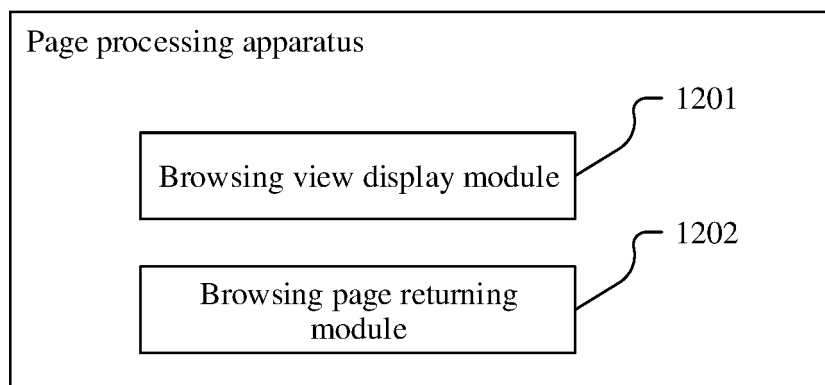 Page processing apparatus
1201
Browsing view display module
1202
Browsing page returning
module